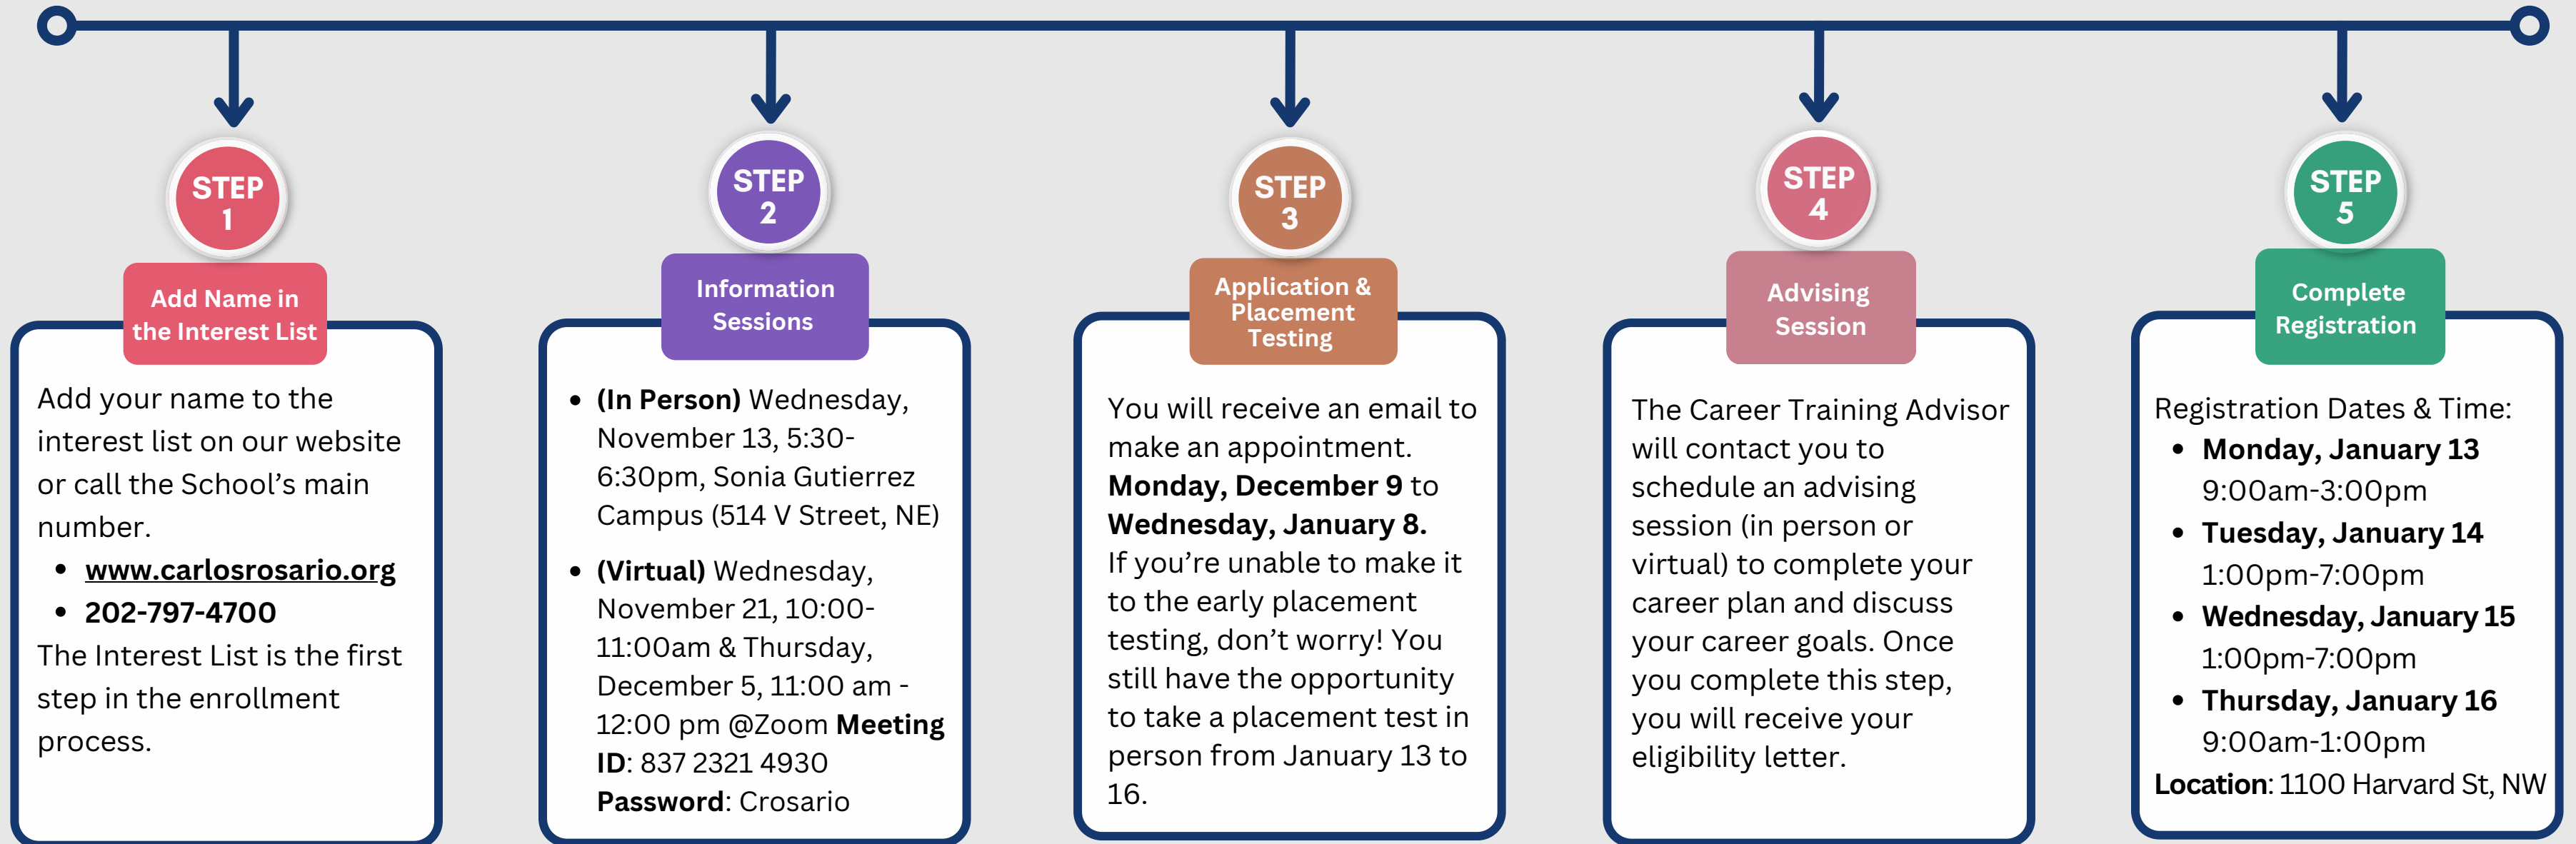 STEP
1
Add Name in
the Interest List
Add your name to the
interest list on our website
or call the School's main
number.
• www.carlosrosario.org
• 202-797-4700
The Interest List is the first
step in the enrollment
process.
STEP
2
Information
Sessions
• (In Person) Wednesday,
November 13, 5:30-
6:30pm, Sonia Gutierrez
Campus (514 V Street, NE)
• (Virtual) Wednesday,
November 21, 10:00-
11:00am & Thursday,
December 5, 11:00 am -
12:00 pm @Zoom Meeting
ID: 837 2321 4930
Password: Crosario
STEP
3
Application &
Placement
Testing
You will receive an email to
make an appointment.
Monday, December 9 to
Wednesday, January 8.
If you're unable to make it
to the early placement
testing, don't worry! You
still have the opportunity
to take a placement test in
person from January 13 to
16.
STEP
4
Advising
Session
The Career Training Advisor
will contact you to
schedule an advising
session (in person or
virtual) to complete your
career plan and discuss
your career goals. Once
you complete this step,
you will receive your
eligibility letter.
STEP
5
Complete
Registration
Registration Dates & Time:
• Monday, January 13
9:00am-3:00pm
• Tuesday, January 14
1:00pm-7:00pm
• Wednesday, January 15
1:00pm-7:00pm
• Thursday, January 16
9:00am-1:00pm
Location: 1100 Harvard St, NW